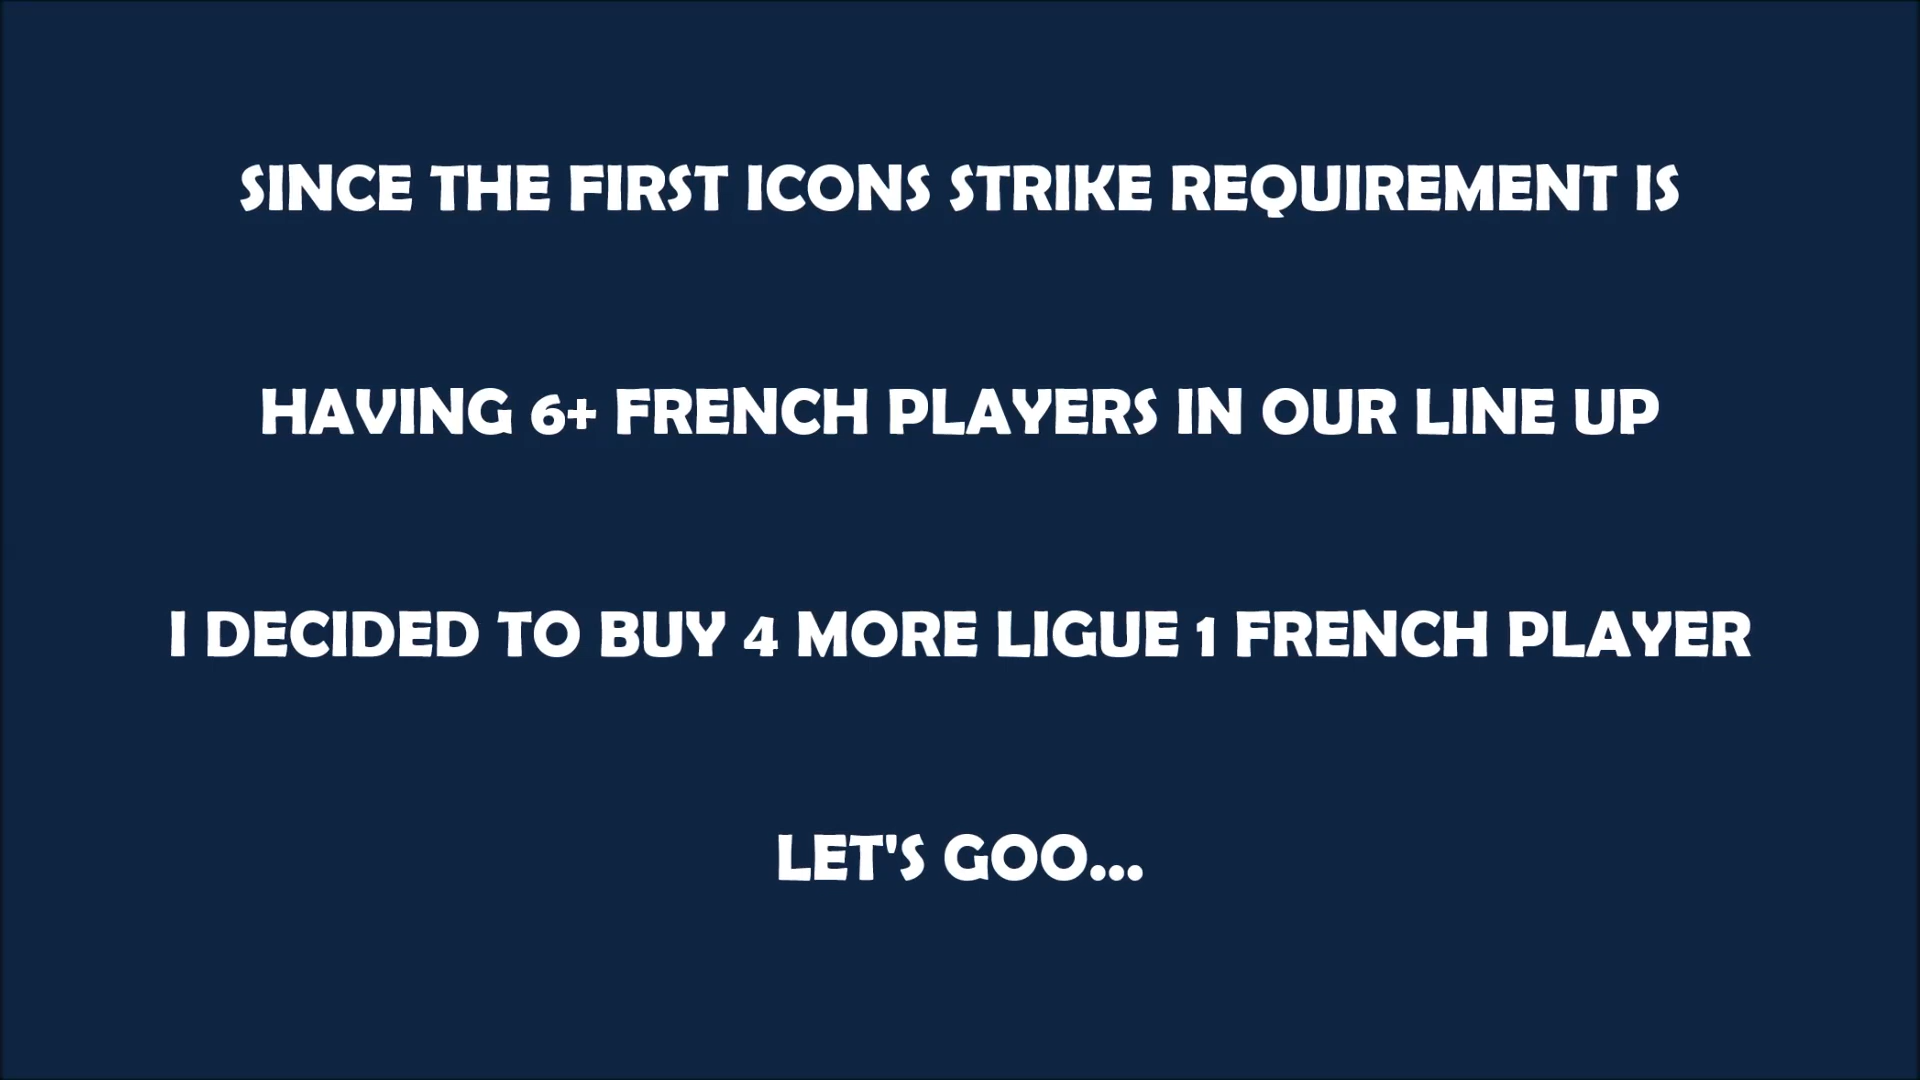 SINCE THE FIRST ICONS STRIKE REQUIREMENT IS
HAVING 6+ FRENCH PLAYERS IN OUR LINE UP
I DECIDED TO BUY 4 MORE LIGUE 1 FRENCH PLAYER
LET'S GOO...